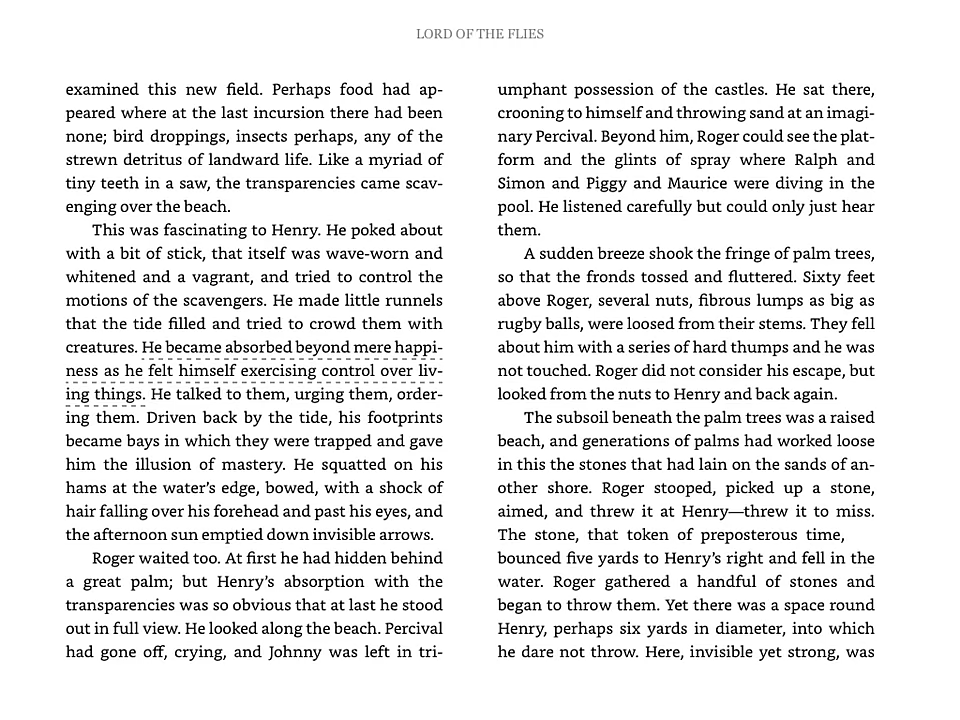 LORD OF THE FLIES
examined this new field. Perhaps food had ap-
peared where at the last incursion there had been
none; bird droppings, insects perhaps, any of the
strewn detritus of landward life. Like a myriad of
tiny teeth in a saw, the transparencies came scav-
enging over the beach.
This was fascinating to Henry. He poked about
with a bit of stick, that itself was wave-worn and
whitened and a vagrant, and tried to control the
motions of the scavengers. He made little runnels
that the tide filled and tried to crowd them with
creatures. He became absorbed beyond mere happi-
ness as he felt himself exercising control over liv-
ing things. He talked to them, urging them, order-
ing them. Driven back by the tide, his footprints
became bays in which they were trapped and gave
him the illusion of mastery. He squatted on his
hams at the water's edge, bowed, with a shock of
hair falling over his forehead and past his eyes, and
the afternoon sun emptied down invisible arrows.
Roger waited too. At first he had hidden behind
a great palm; but Henry's absorption with the
transparencies was so obvious that at last he stood
out in full view. He looked along the beach. Percival
had gone off, crying, and Johnny was left in tri-
umphant possession of the castles. He sat there,
crooning to himself and throwing sand at an imagi-
nary Percival. Beyond him, Roger could see the plat-
form and the glints of spray where Ralph and
Simon and Piggy and Maurice were diving in the
pool. He listened carefully but could only just hear
them.
A sudden breeze shook the fringe of palm trees,
so that the fronds tossed and fluttered. Sixty feet
above Roger, several nuts, fibrous lumps as big as
rugby balls, were loosed from their stems. They fell
about him with a series of hard thumps and he was
not touched. Roger did not consider his escape, but
looked from the nuts to Henry and back again.
The subsoil beneath the palm trees was a raised
beach, and generations of palms had worked loose
in this the stones that had lain on the sands of an-
other shore. Roger stooped, picked up a stone,
aimed, and threw it at Henry—threw it to miss.
The stone, that token of preposterous time,
bounced five yards to Henry's right and fell in the
water. Roger gathered a handful of stones and
began to throw them. Yet there was a space round
Henry, perhaps six yards in diameter, into which
he dare not throw. Here, invisible yet strong, was